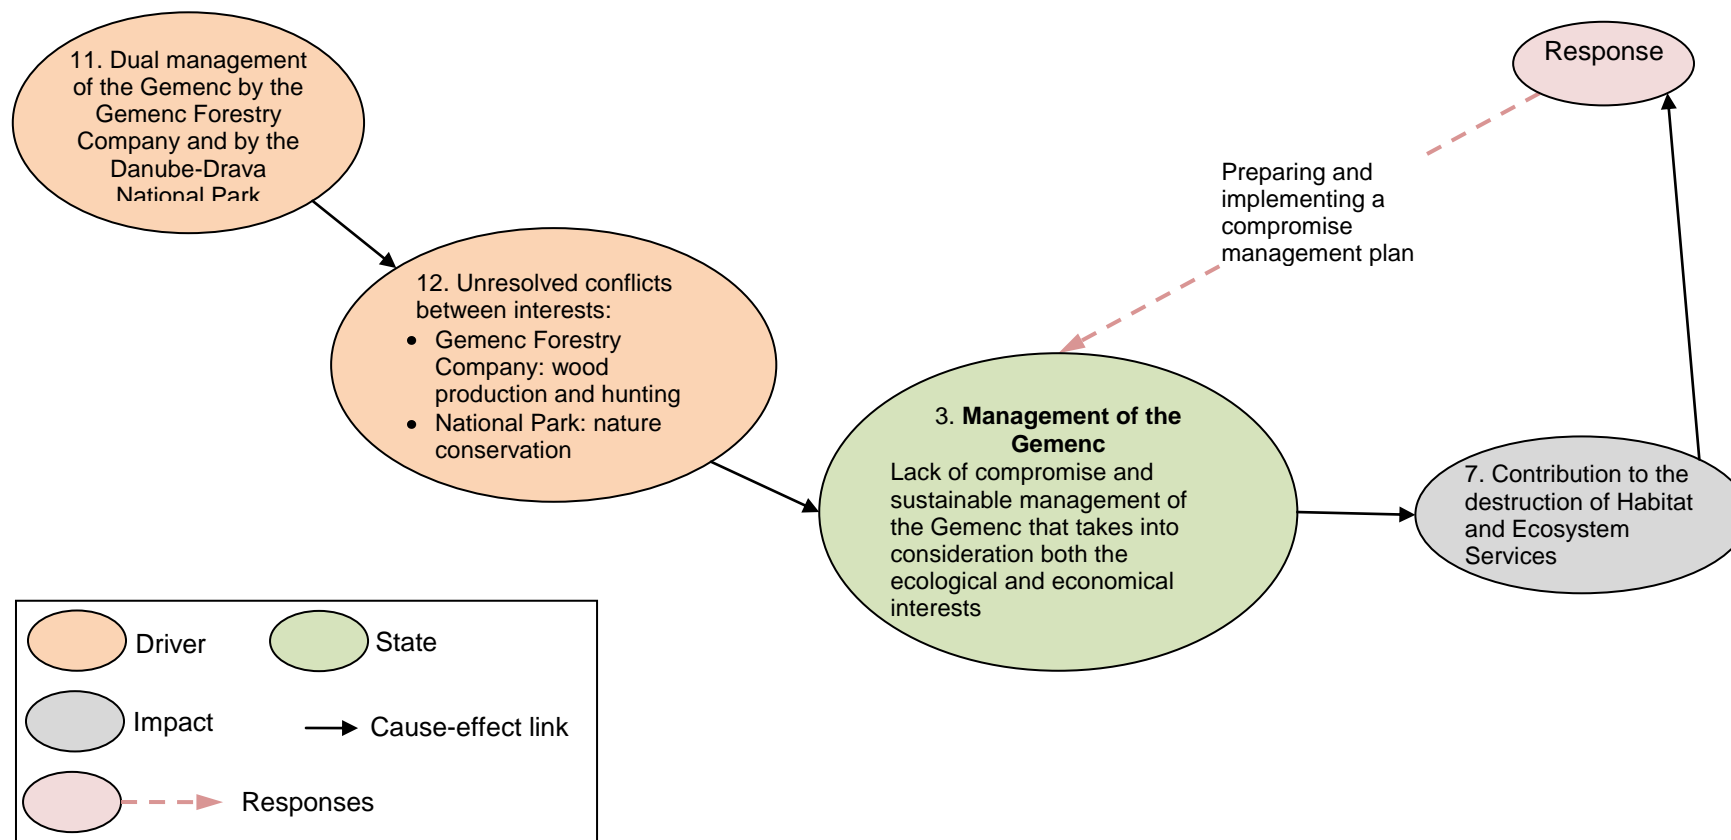 11. Dual management
of the Gemenc by the
Gemenc Forestry
Company and by the
Danube-Drava
National Park
Response
Preparing and
implementing a
compromise
management plan
12. Unresolved conflicts
between interests:
• Gemenc Forestry
Company: wood
production and hunting
• National Park: nature
conservation
3. Management of the
Gemenc
Lack of compromise and
sustainable management of
the Gemenc that takes into
consideration both the
ecological and economical
interests
7. Contribution to the
destruction of Habitat
and Ecosystem
Services
Driver
State
Impact
Cause-effect link
Responses